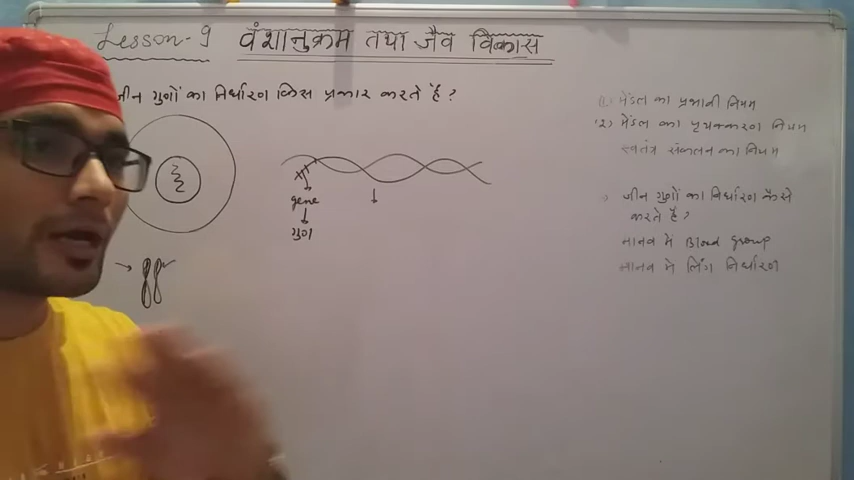 Lesson-9 वंशानुक्रम तथा जैव विकास
जीन गुणों का निर्धारण किस प्रकार करते है?
gene
गुण
(1) मेंडल का प्रभावी नियम
(2) मेंडल का पृथक्करण नियम
स्वतंत्र संकलन का नियम
जीन गुणों का निर्धारण कैसे
करते है?
मानव में Blood group
मानव मे लिंग निर्धारण